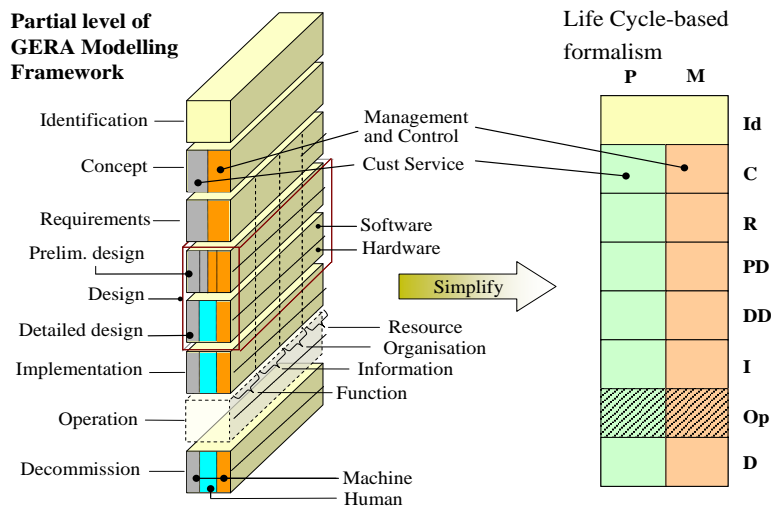 Partial level of
GERA Modelling
Framework
Identification
Concept
Requirements
Prelim. design
Design
Detailed design
Implementation
Operation
Decommission
Management
and Control
Cust Service
Software
Hardware
Resource
Organisation
Information
Function
Machine
Human
Simplify
Life Cycle-based
formalism
P M
Id
C
R
PD
DD
I
Op
D